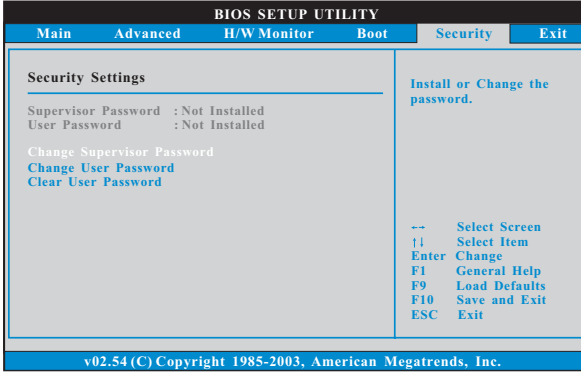 BIOS SETUP UTILITY
Main Advanced H/W Monitor Boot Security Exit
Security Settings
Supervisor Password : Not Installed
User Password : Not Installed
Change Supervisor Password
Change User Password
Clear User Password
Install or Change the
password.
←→ Select Screen
↑↓ Select Item
Enter Change
F1 General Help
F9 Load Defaults
F10 Save and Exit
ESC Exit
v02.54 (C) Copyright 1985-2003, American Megatrends, Inc.